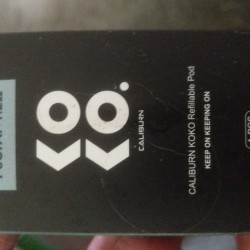 KO
KO.
CALIBURN
CALIBURN KOKO Refillable Pod
KEEP ON KEEPING ON